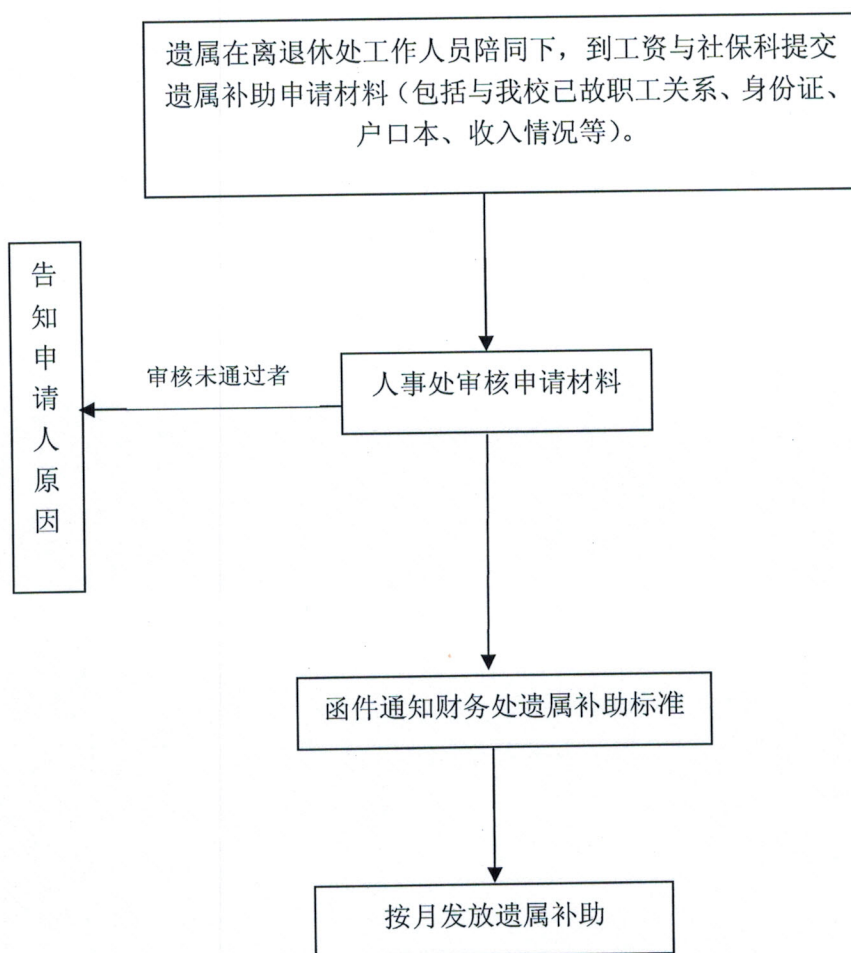 遗属在离退休处工作人员陪同下，到工资与社保科提交
遗属补助申请材料（包括与我校已故职工关系、身份证、
户口本、收入情况等）。
告知申请人原因
审核未通过者
人事处审核申请材料
函件通知财务处遗属补助标准
按月发放遗属补助